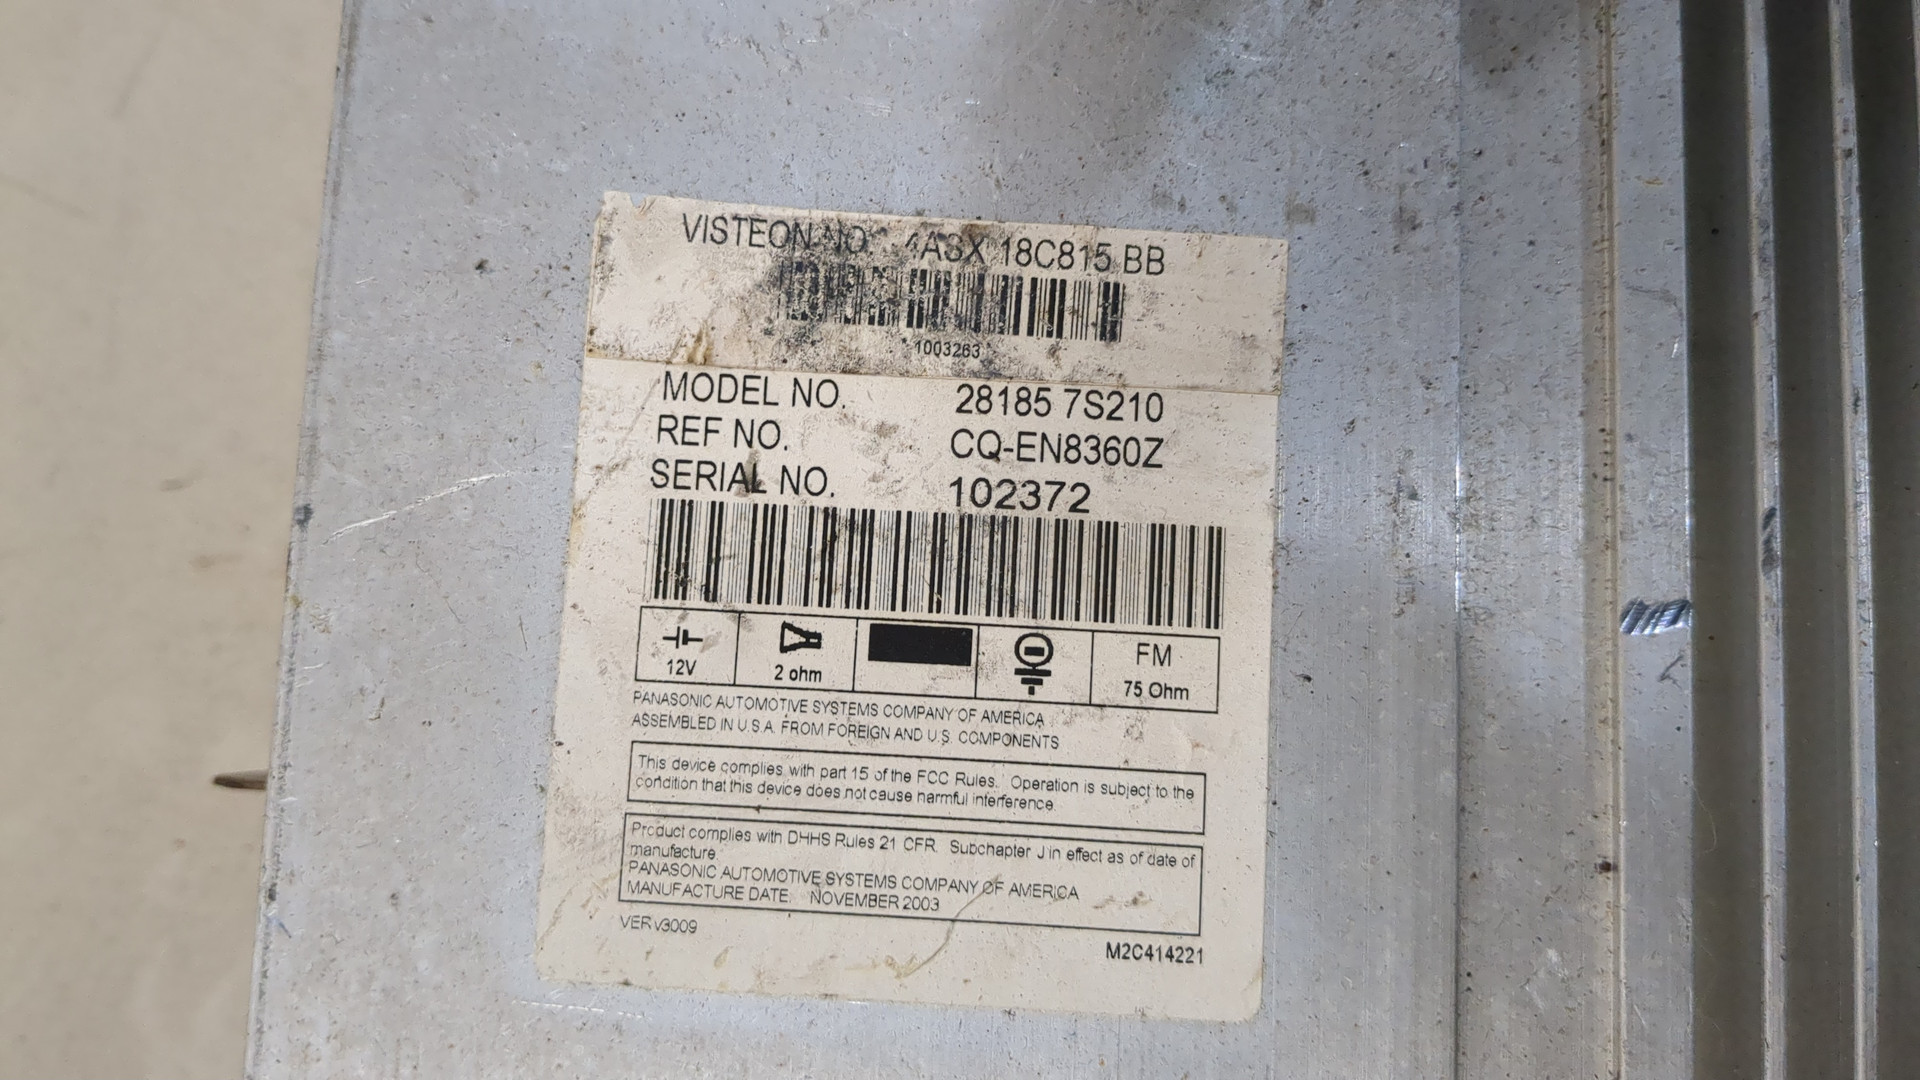 VISTEON NO. 18C815 BB
1003263
MODEL NO. 28185 7S210
REF NO. CQ-EN8360Z
SERIAL NO. 102372
12V
2 ohm
FM
75 Ohm
PANASONIC AUTOMOTIVE SYSTEMS COMPANY OF AMERICA
ASSEMBLED IN U.S.A. FROM FOREIGN AND U.S. COMPONENTS
This device complies with part 15 of the FCC Rules. Operation is subject to the
condition that this device does not cause harmful interference.
Product complies with DHHS Rules 21 CFR. Subchapter J in effect as of date of
manufacture
PANASONIC AUTOMOTIVE SYSTEMS COMPANY OF AMERICA
MANUFACTURE DATE. NOVEMBER 2003
VER v3009
M2C414221